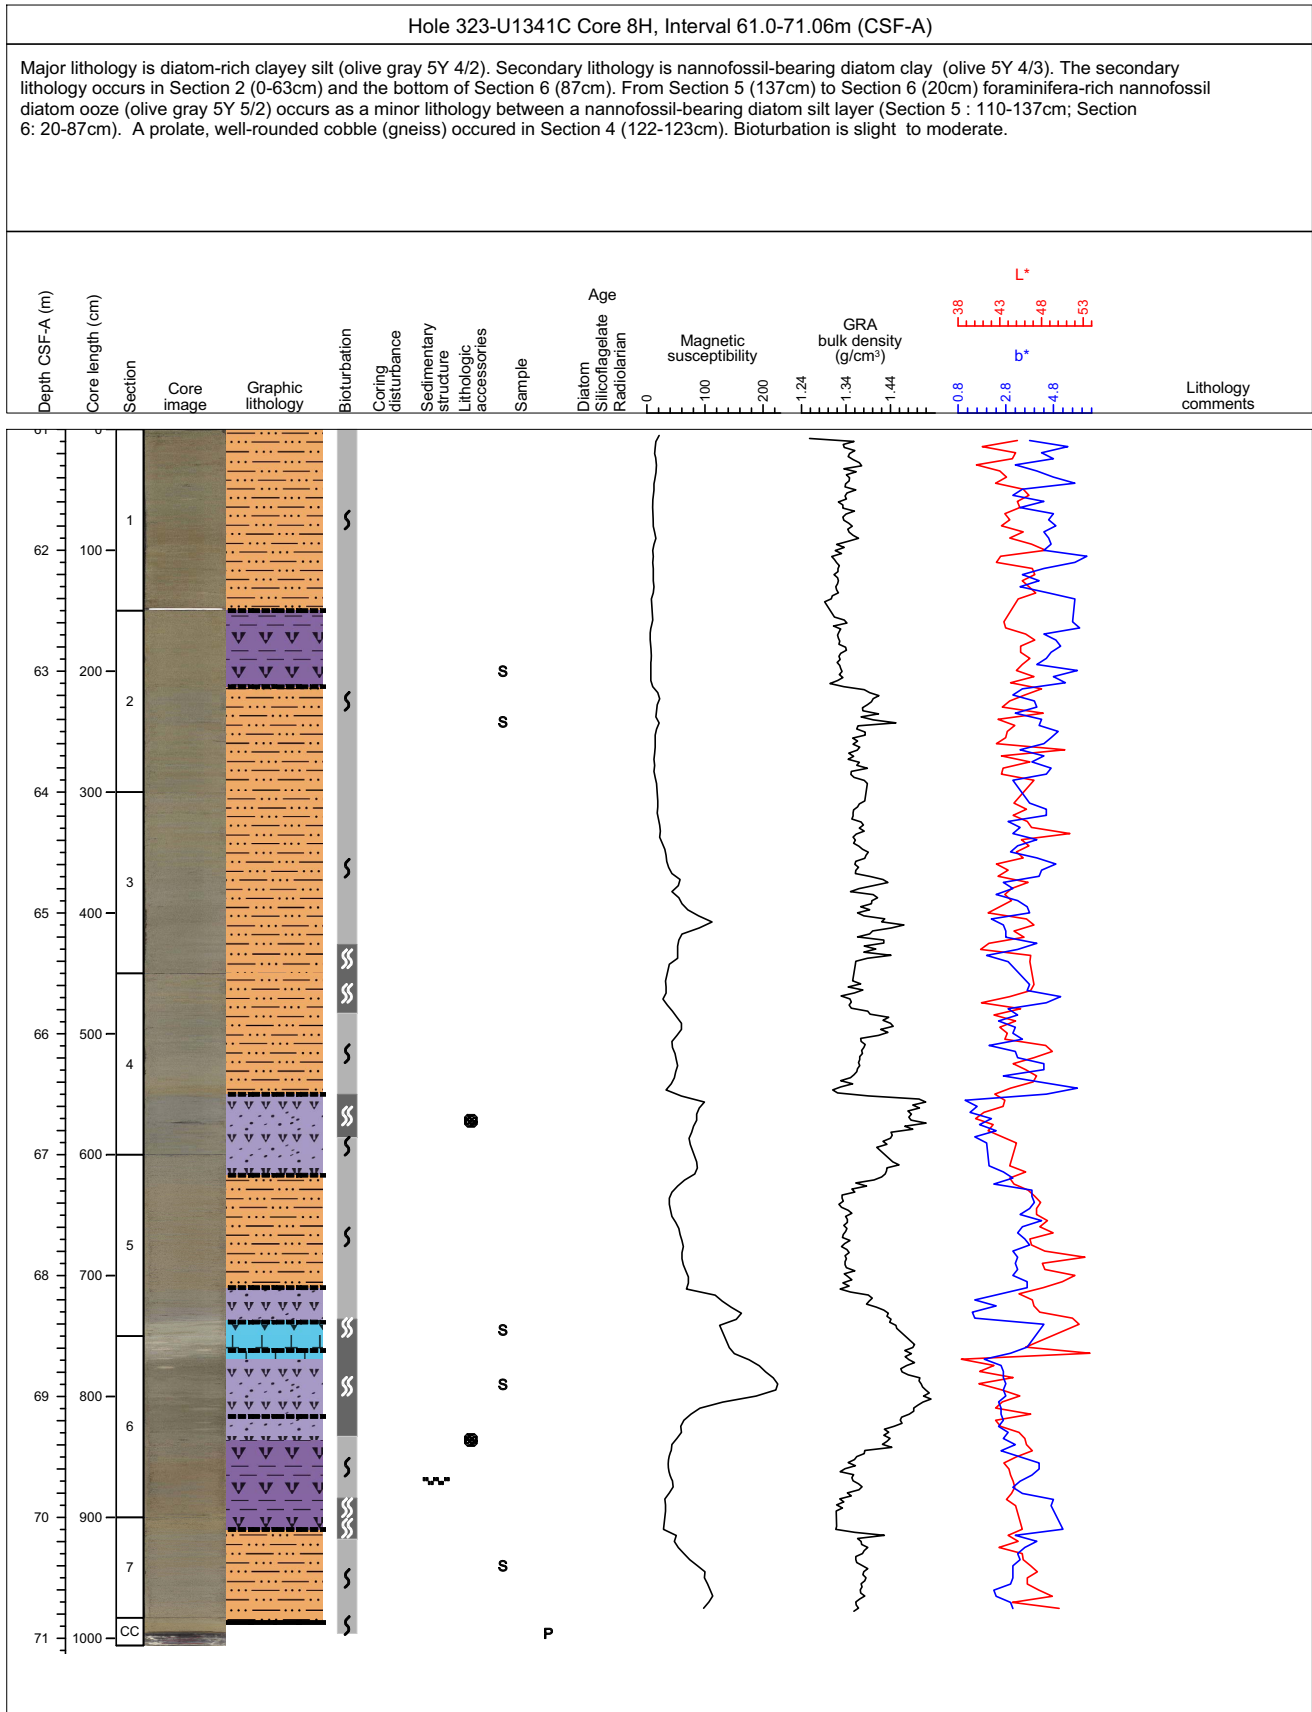 Hole 323-U1341C Core 8H, Interval 61.0-71.06m (CSF-A)
Major lithology is diatom-rich clayey silt (olive gray 5Y 4/2). Secondary lithology is nannofossil-bearing diatom clay (olive 5Y 4/3). The secondary
lithology occurs in Section 2 (0-63cm) and the bottom of Section 6 (87cm). From Section 5 (137cm) to Section 6 (20cm) foraminifera-rich nannofossil
diatom ooze (olive gray 5Y 5/2) occurs as a minor lithology between a nannofossil-bearing diatom silt layer (Section 5 : 110-137cm; Section
6: 20-87cm). A prolate, well-rounded cobble (gneiss) occured in Section 4 (122-123cm). Bioturbation is slight to moderate.
Depth CSF-A (m)
Core length (cm)
Section
Core
image
Graphic
lithology
Bioturbation
Coring
disturbance
Sedimentary
structure
Lithologic
accessories
Sample
Age
Diatom
Silicoflagelate
Radiolarian
Magnetic
susceptibility
0 100 200
GRA
bulk density
(g/cm³)
1.24 1.34 1.44
L*
38 43 48 53
b*
0.8 2.8 4.8
Lithology
comments
61 0
1
62 100
63 200 S
2
S
64 300
3
65 400
66 500
4
67 600
5
68 700
S
S
69 800
6
70 900
7 S
CC P
71 1000